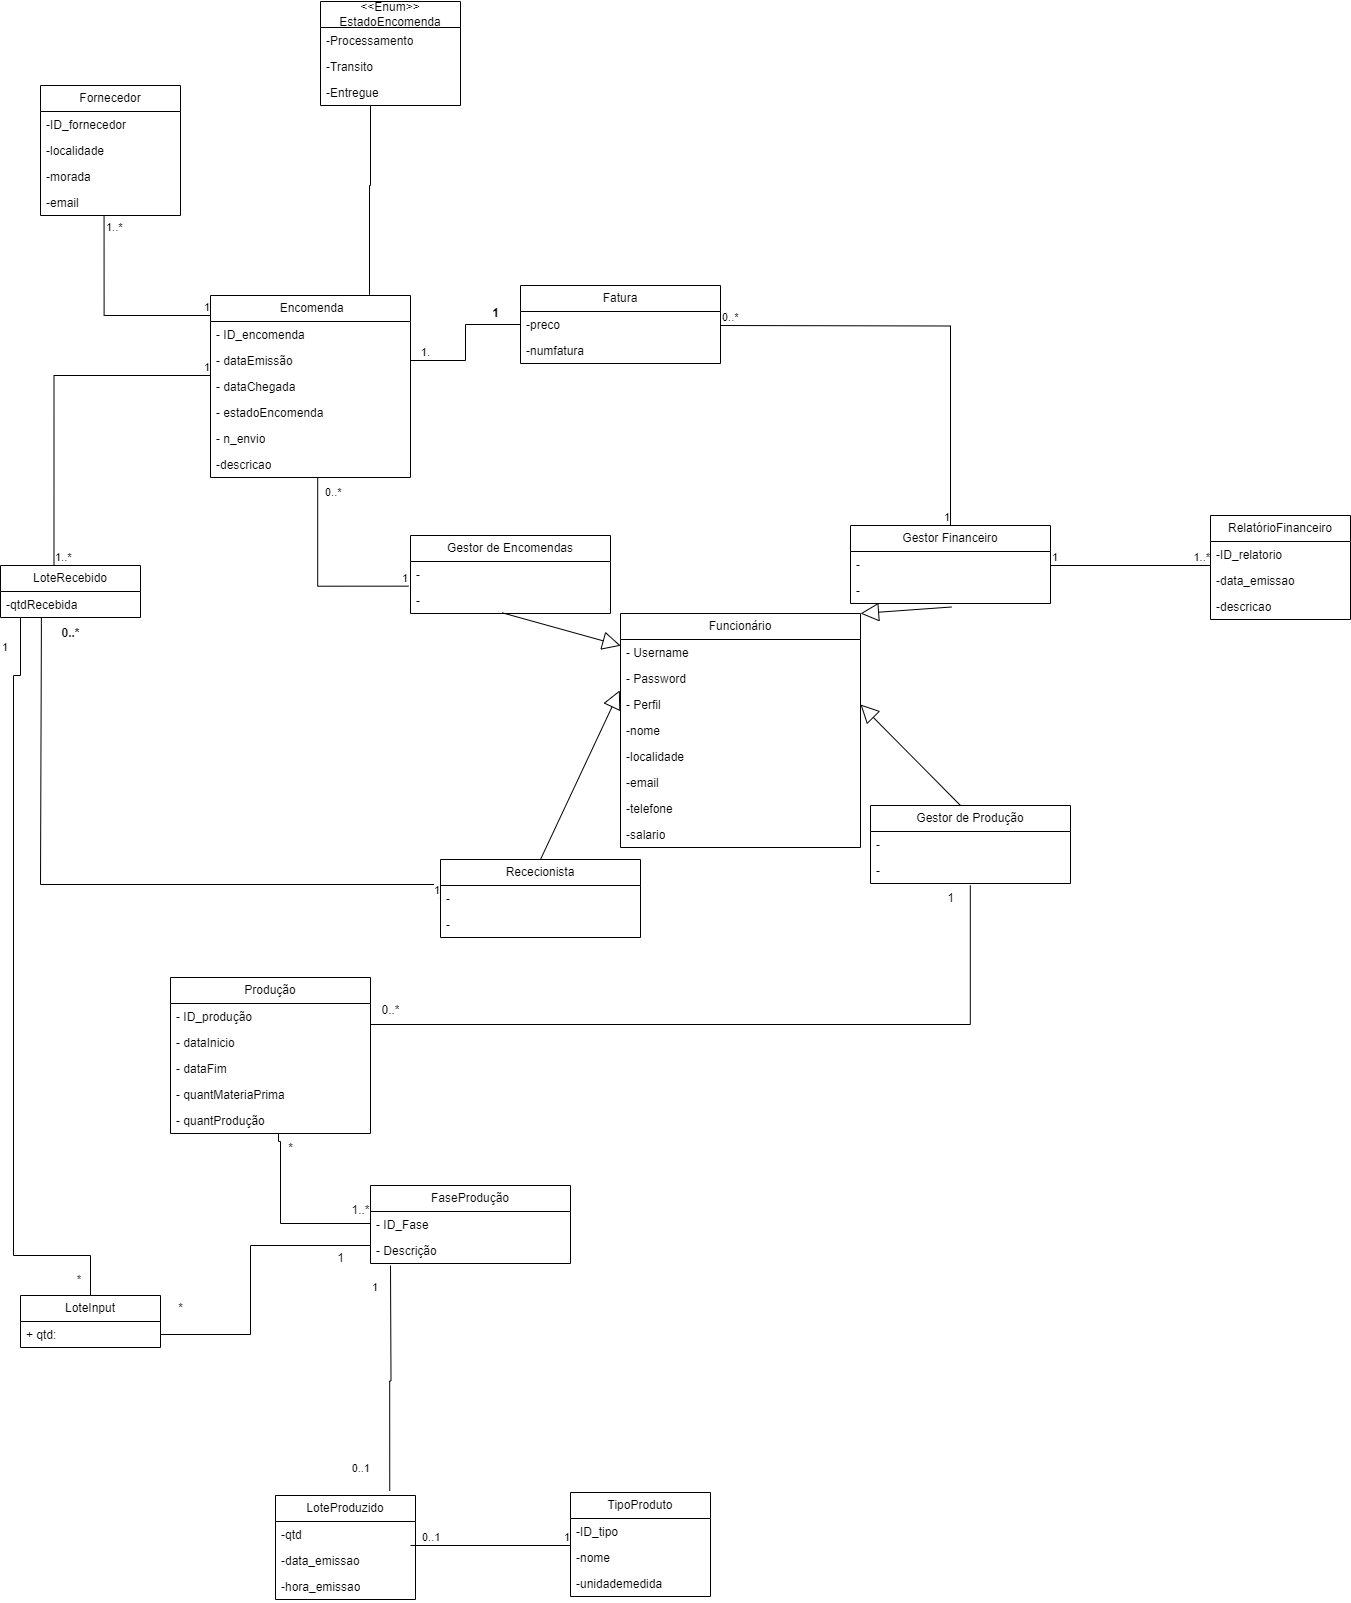 <<Enum>>
EstadoEncomenda
-Processamento
-Transito
-Entregue
Fornecedor
-ID_fornecedor
-localidade
-morada
-email
1..*
1
Encomenda
- ID_encomenda
- dataEmissão
- dataChegada
- estadoEncomenda
- n_envio
-descricao
1
1.
1
Fatura
-preco
-numfatura
0..*
0..*
1..*
LoteRecebido
-qtdRecebida
0..*
1
1
Gestor de Encomendas
-
-
1
Gestor Financeiro
-
-
1
1..*
RelatórioFinanceiro
-ID_relatorio
-data_emissao
-descricao
Funcionário
- Username
- Password
- Perfil
-nome
-localidade
-email
-telefone
-salario
Gestor de Produção
-
-
1
Rececionista
-
-
1
Produção
- ID_produção
- dataInicio
- dataFim
- quantMateriaPrima
- quantProdução
0..*
*
1..*
FaseProdução
- ID_Fase
- Descrição
1
1
*
*
LoteInput
+ qtd:
0..1
LoteProduzido
-qtd
-data_emissao
-hora_emissao
0..1
1
TipoProduto
-ID_tipo
-nome
-unidademedida